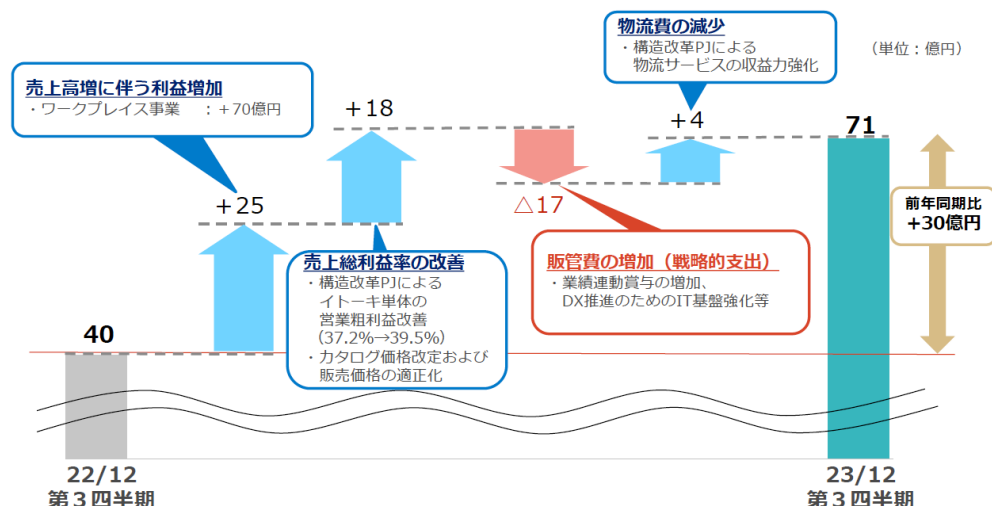 （単位：億円）
売上高増に伴う利益増加
・ワークプレイス事業　：＋70億円
物流費の減少
・構造改革PJによる
物流サービスの収益力強化
+18
+4
71
+25
△17
前年同期比
+30億円
売上総利益率の改善
・構造改革PJによる
イトーキ単体の
営業粗利益改善
(37.2%→39.5%)
・カタログ価格改定および
販売価格の適正化
販管費の増加（戦略的支出）
・業績連動賞与の増加、
DX推進のためのIT基盤強化等
40
22/12
第３四半期
23/12
第３四半期